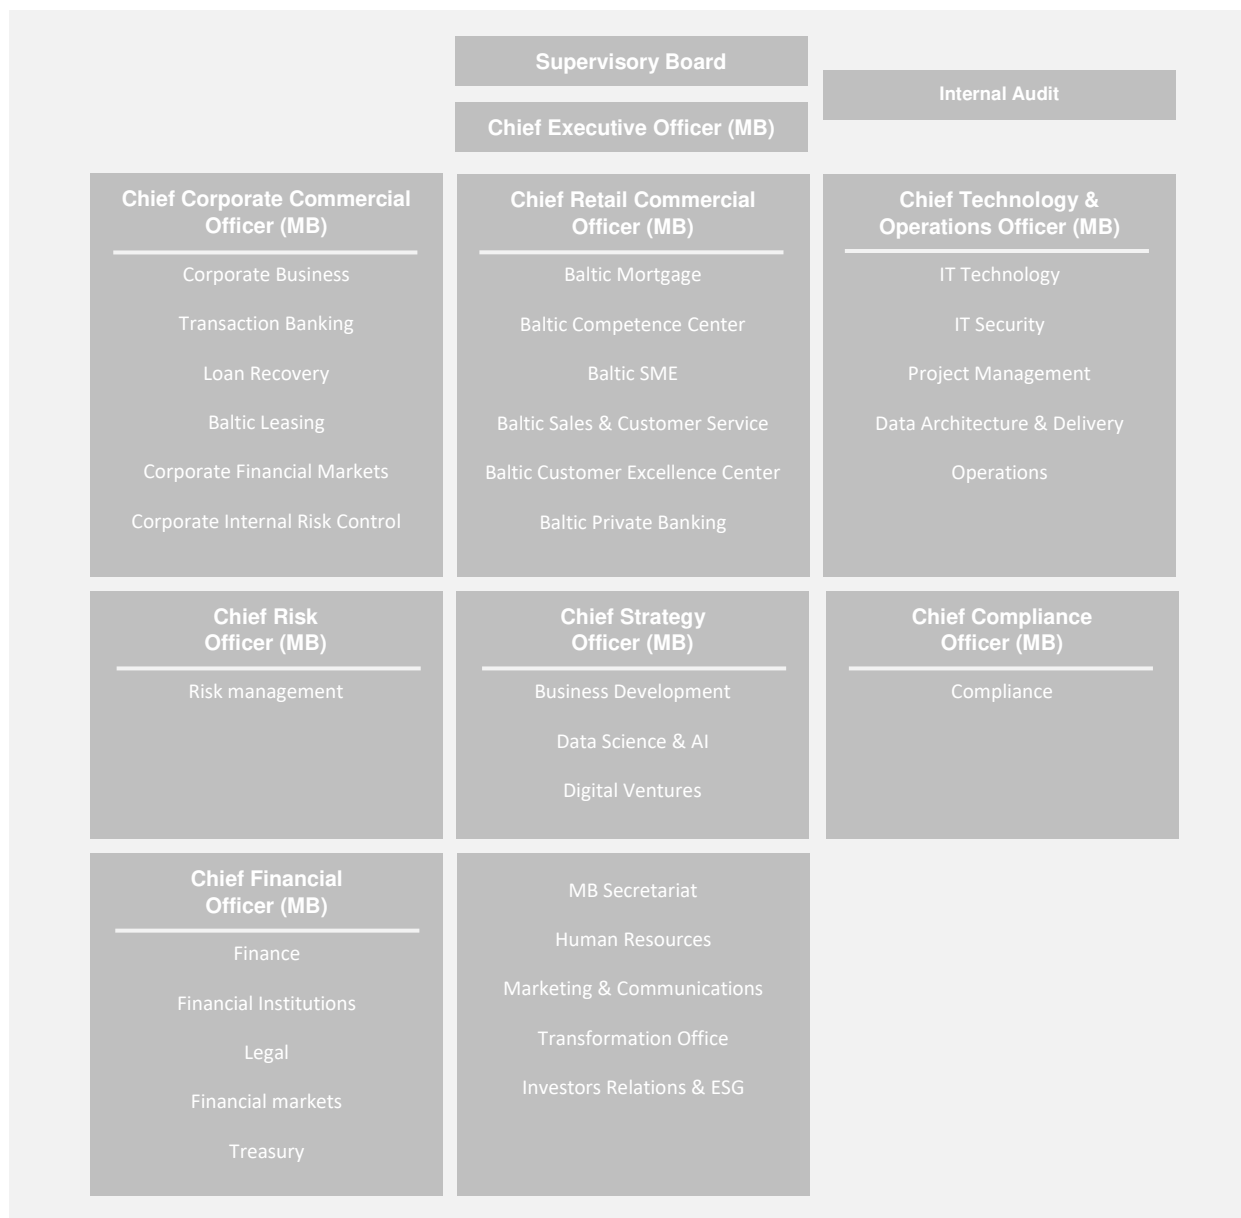 Supervisory Board
Internal Audit
Chief Executive Officer (MB)
Chief Corporate Commercial
Officer (MB)
Corporate Business
Transaction Banking
Loan Recovery
Baltic Leasing
Corporate Financial Markets
Corporate Internal Risk Control
Chief Retail Commercial
Officer (MB)
Baltic Mortgage
Baltic Competence Center
Baltic SME
Baltic Sales & Customer Service
Baltic Customer Excellence Center
Baltic Private Banking
Chief Technology &
Operations Officer (MB)
IT Technology
IT Security
Project Management
Data Architecture & Delivery
Operations
Chief Risk
Officer (MB)
Risk management
Chief Strategy
Officer (MB)
Business Development
Data Science & AI
Digital Ventures
Chief Compliance
Officer (MB)
Compliance
Chief Financial
Officer (MB)
Finance
Financial Institutions
Legal
Financial markets
Treasury
MB Secretariat
Human Resources
Marketing & Communications
Transformation Office
Investors Relations & ESG